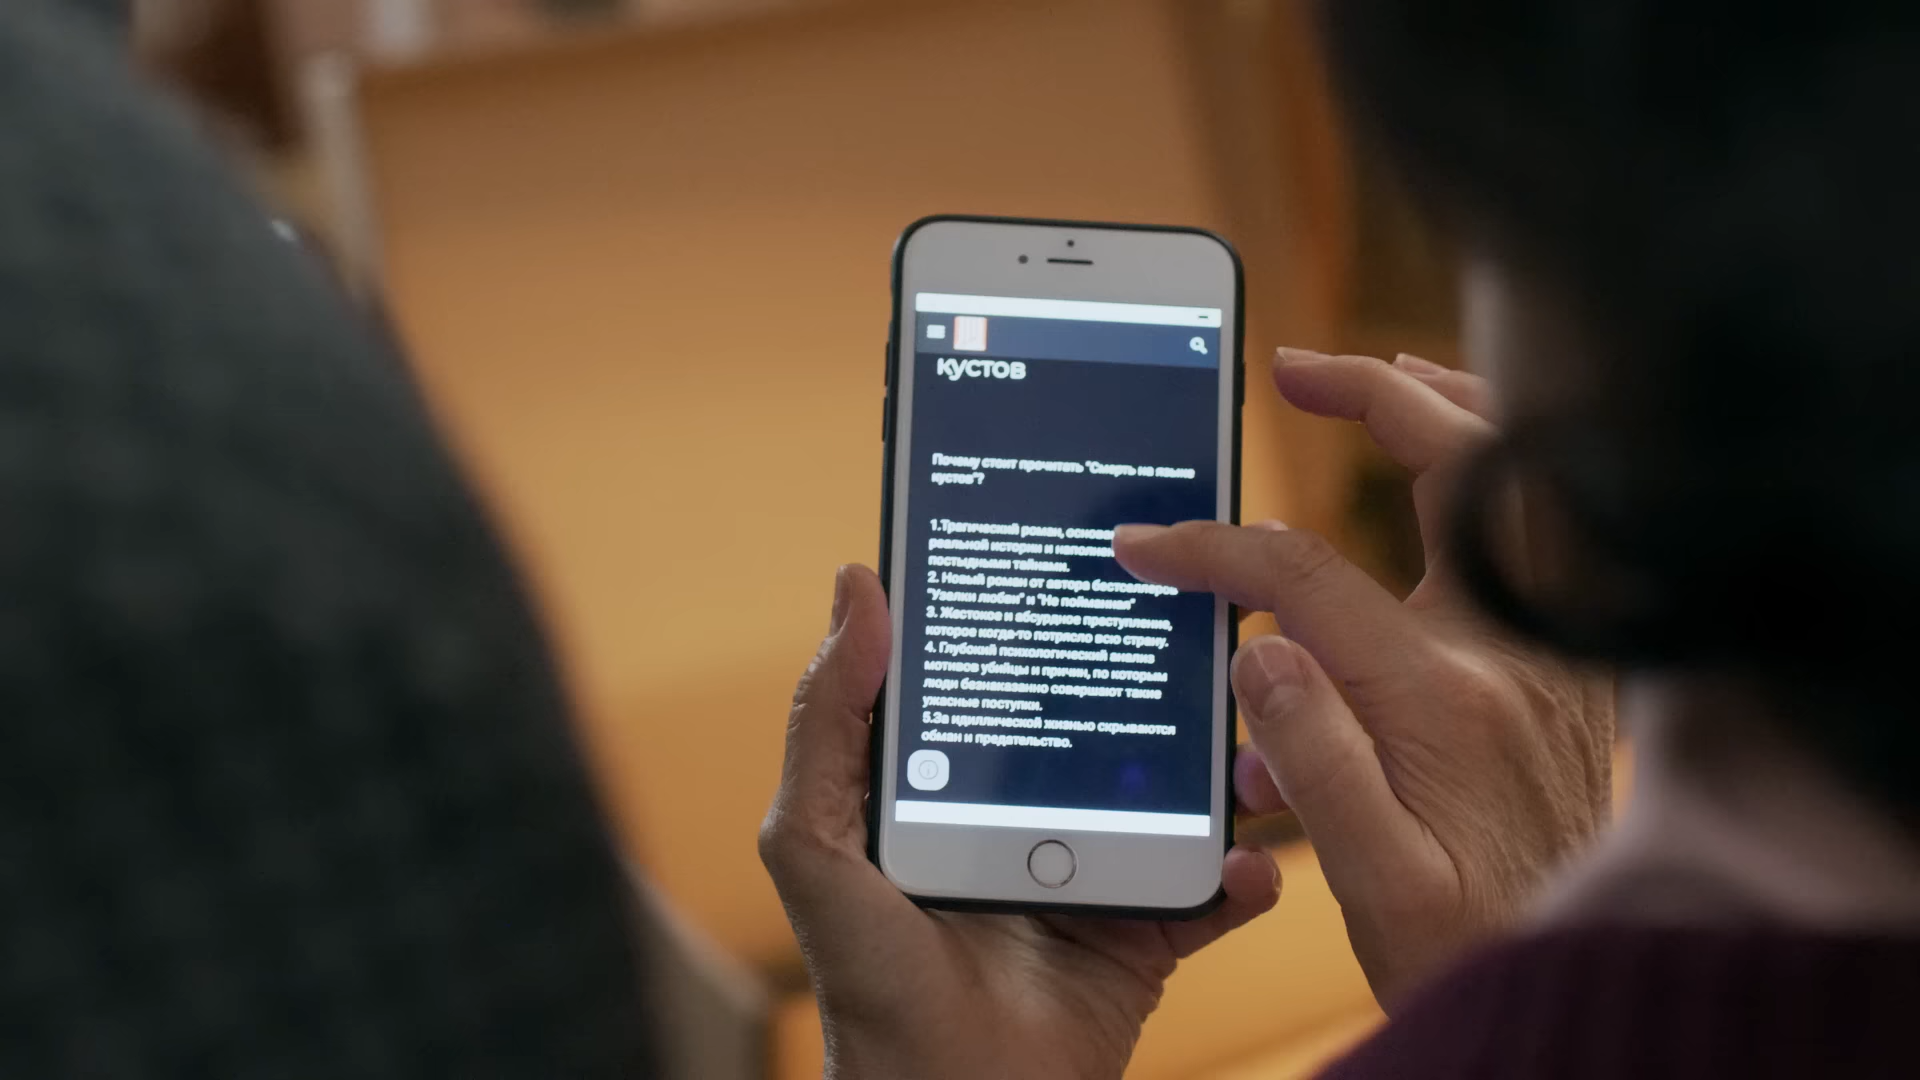 кустов
Почему стоит прочитать "Смерть на языке
кустов"?
1.Трагический роман, основан
реальной истории и наполнен
постыдными тайнами.
2. Новый роман от автора бестселлеров
"Узелки любви" и "Не пойманная"
3. Жестокое и абсурдное преступление,
которое когда-то потрясло всю страну.
4. Глубокий психологический анализ
мотивов убийцы и причин, по которым
люди безнаказанно совершают такие
ужасные поступки.
5.За идиллической жизнью скрываются
обман и предательство.